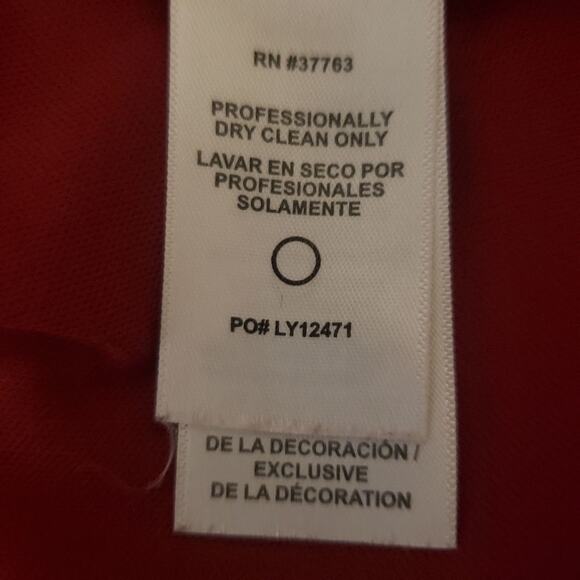 RN #37763
PROFESSIONALLY
DRY CLEAN ONLY
LAVAR EN SECO POR
PROFESIONALES
SOLAMENTE
PO# LY12471
DE LA DECORACIÓN /
EXCLUSIVE
DE LA DÉCORATION